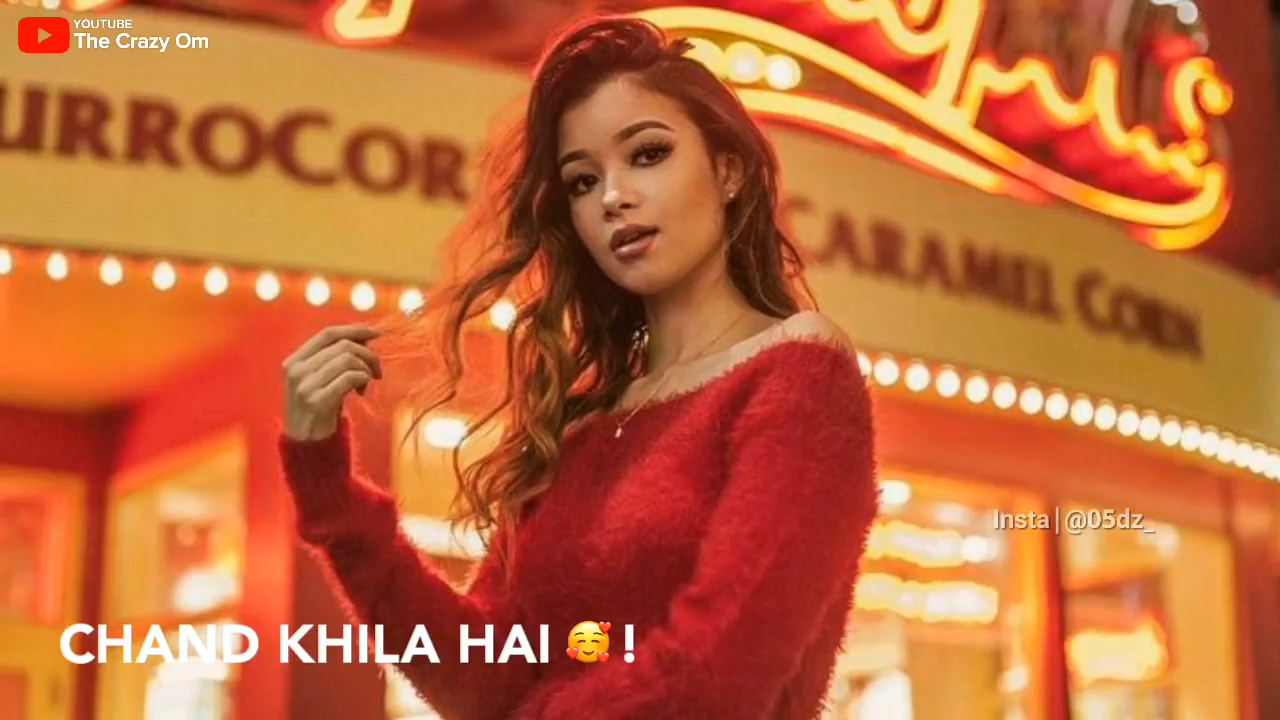 YOUTUBE
The Crazy Om
URROCOR
CARAMEL CORN
Insta|@05dz_
CHAND KHILA HAI 🥰 !